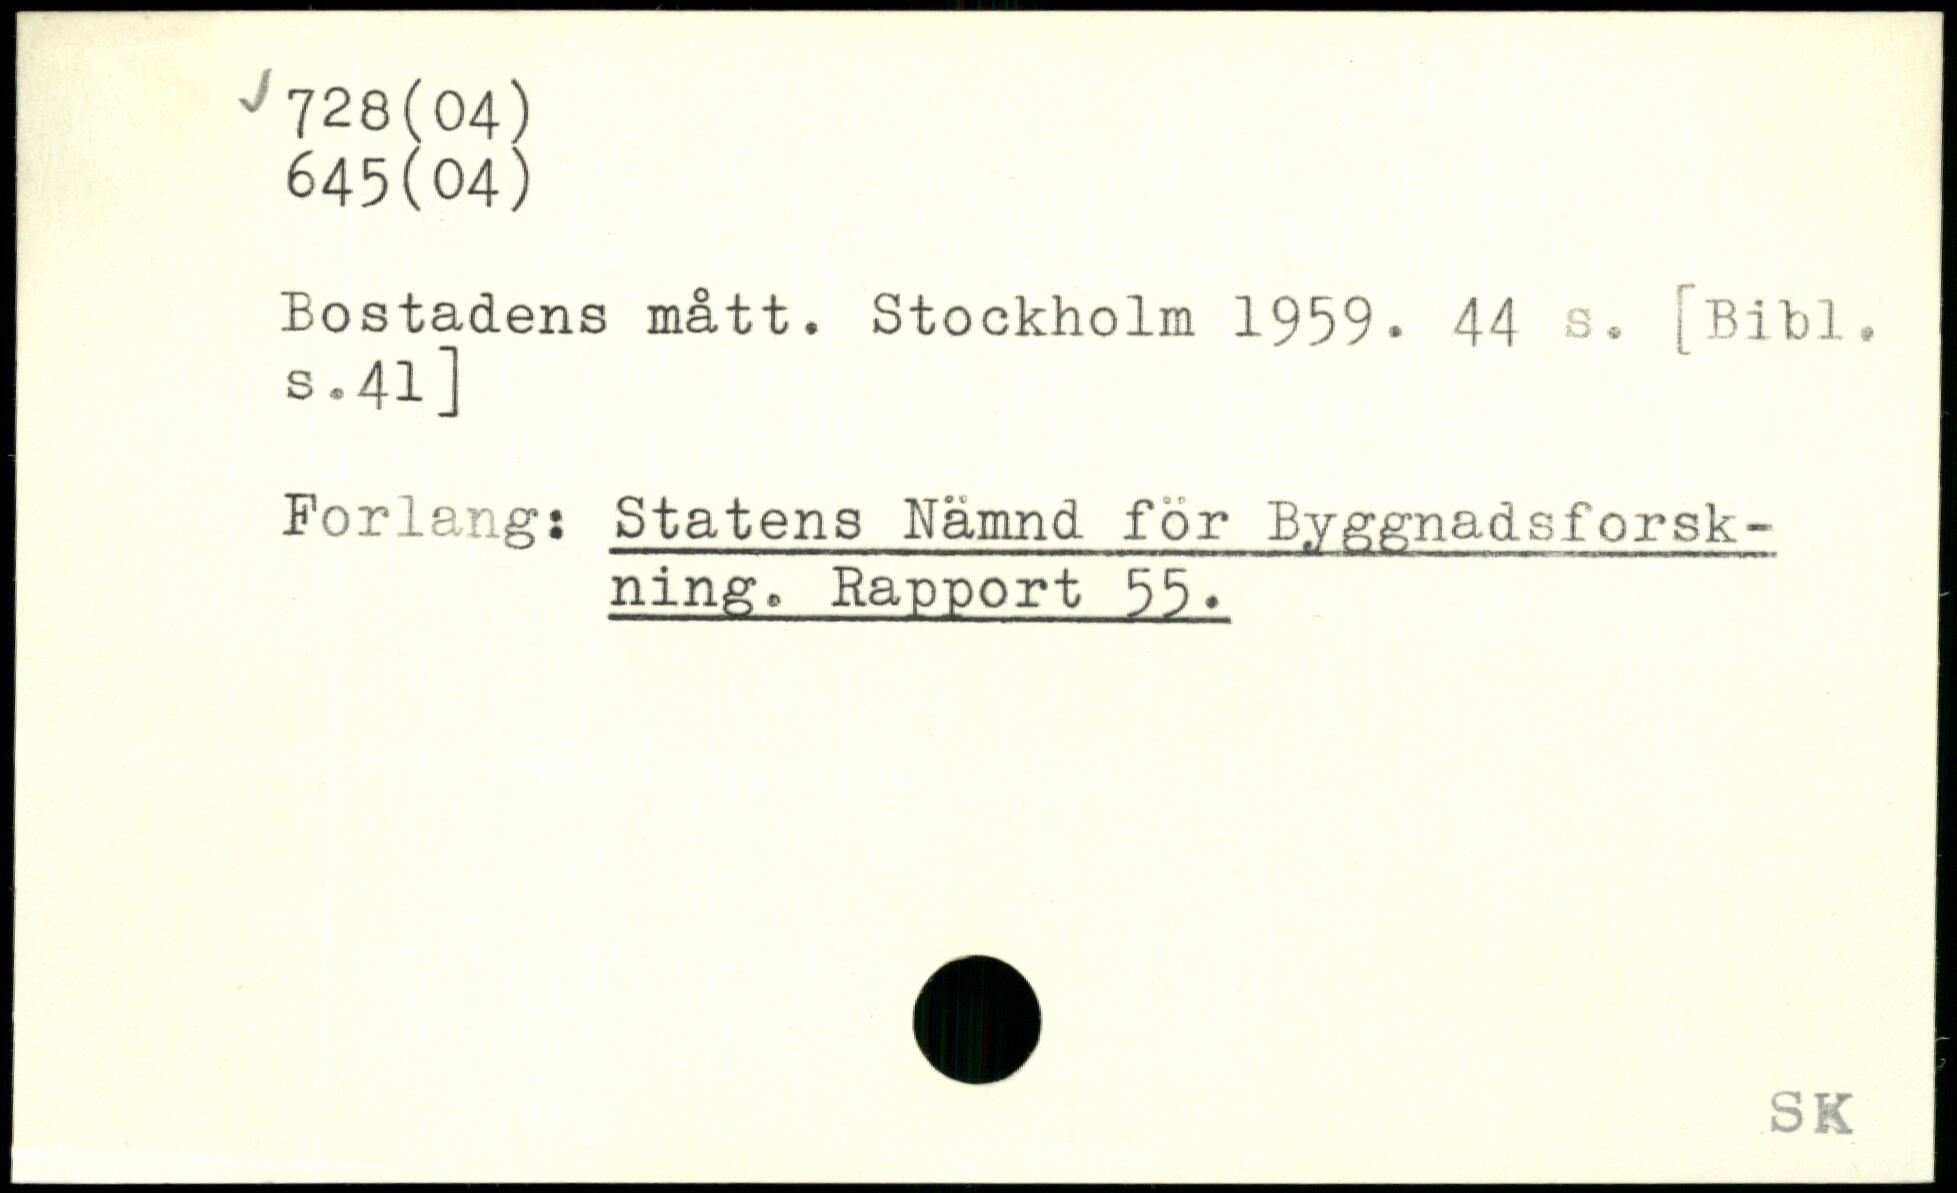 728(04)
645(04)
Bostadens mått. Stockholm 1959. 44 s. [Bibl.
s.41]
Forlang: Statens Nämnd för Byggnadsforsk-
ning. Rapport 55.
SK